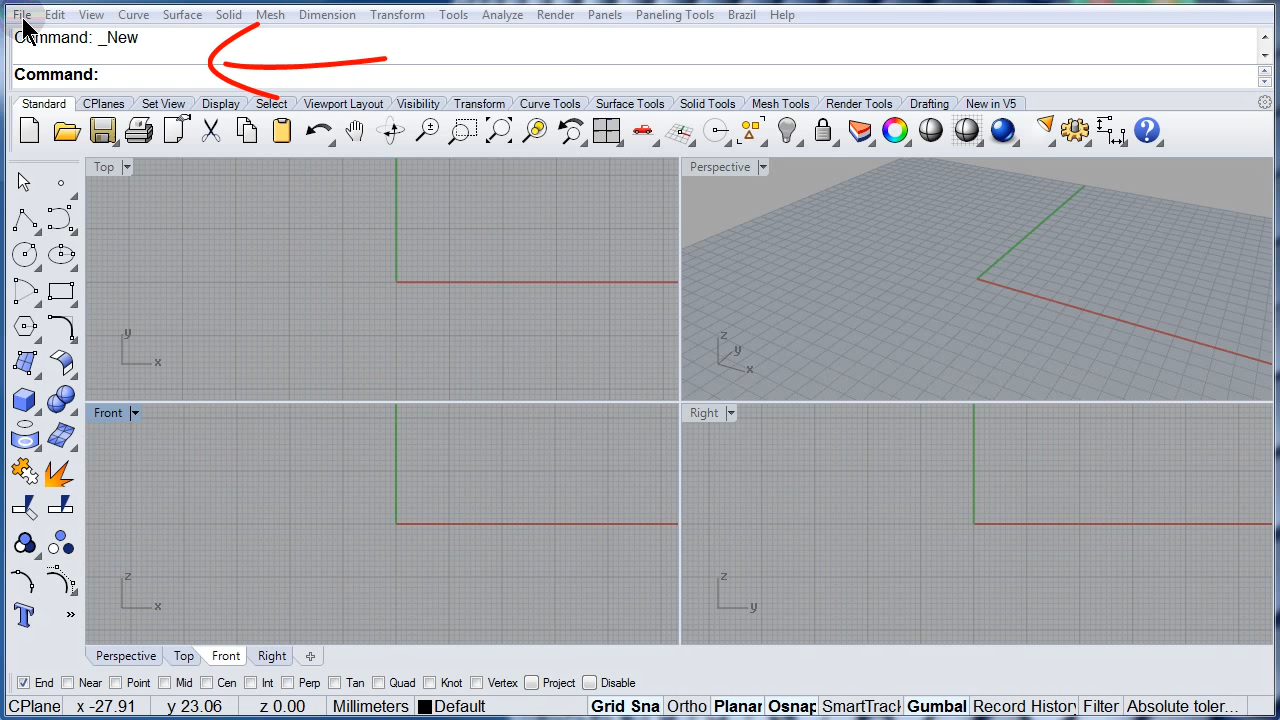 File Edit View Curve Surface Solid Mesh Dimension Transform Tools Analyze Render Panels Paneling Tools Brazil Help
Command: _New
Command:
Standard CPlanes Set View Display Select Viewport Layout Visibility Transform Curve Tools Surface Tools Solid Tools Mesh Tools Render Tools Drafting New in V5
Top Perspective
y
x
z
y
x
Front Right
z
x
z
y
Perspective Top Front Right
End Near Point Mid Cen Int Perp Tan Quad Knot Vertex Project Disable
CPlane x -27.91 y 23.06 z 0.00 Millimeters Default Grid Sna Ortho Planar Osnap SmartTrack Gumbal Record History Filter Absolute toler...